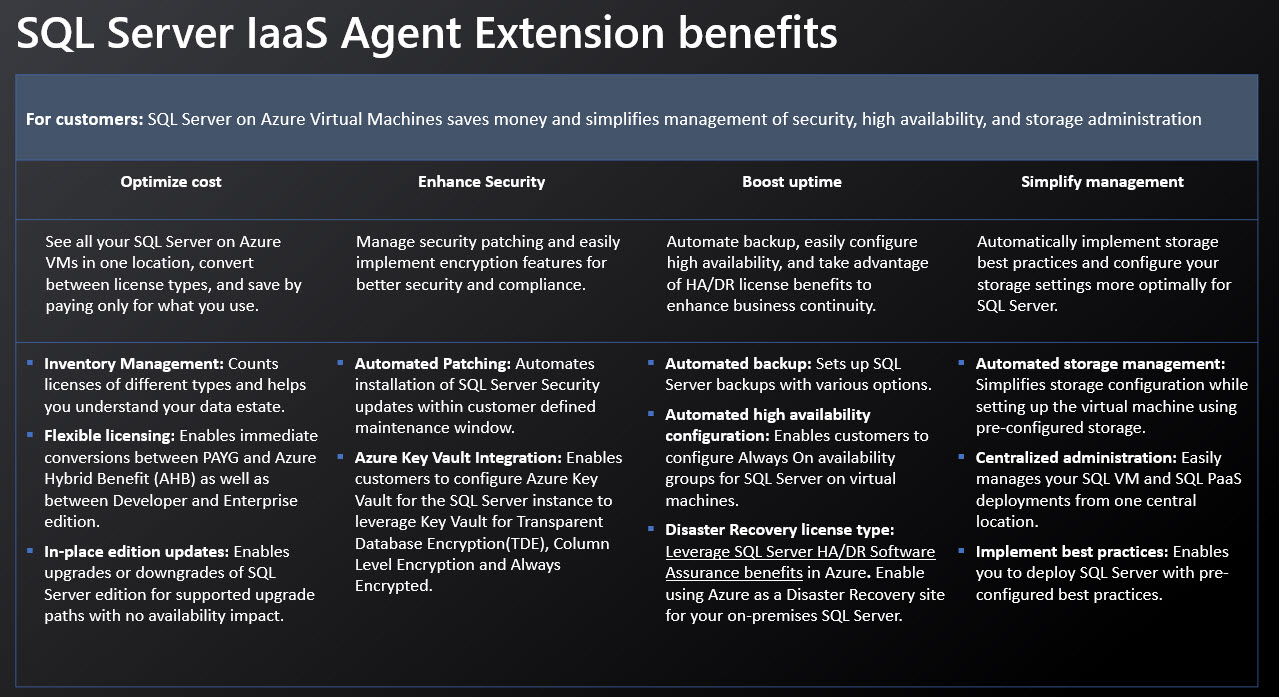 SQL Server IaaS Agent Extension benefits
For customers: SQL Server on Azure Virtual Machines saves money and simplifies management of security, high availability, and storage administration
Optimize cost
See all your SQL Server on Azure
VMs in one location, convert
between license types, and save by
paying only for what you use.
▪ Inventory Management: Counts
licenses of different types and helps
you understand your data estate.
▪ Flexible licensing: Enables immediate
conversions between PAYG and Azure
Hybrid Benefit (AHB) as well as
between Developer and Enterprise
edition.
▪ In-place edition updates: Enables
upgrades or downgrades of SQL
Server edition for supported upgrade
paths with no availability impact.
Enhance Security
Manage security patching and easily
implement encryption features for
better security and compliance.
▪ Automated Patching: Automates
installation of SQL Server Security
updates within customer defined
maintenance window.
▪ Azure Key Vault Integration: Enables
customers to configure Azure Key
Vault for the SQL Server instance to
leverage Key Vault for Transparent
Database Encryption(TDE), Column
Level Encryption and Always
Encrypted.
Boost uptime
Automate backup, easily configure
high availability, and take advantage
of HA/DR license benefits to
enhance business continuity.
▪ Automated backup: Sets up SQL
Server backups with various options.
▪ Automated high availability
configuration: Enables customers to
configure Always On availability
groups for SQL Server on virtual
machines.
▪ Disaster Recovery license type:
Leverage SQL Server HA/DR Software
Assurance benefits in Azure. Enable
using Azure as a Disaster Recovery site
for your on-premises SQL Server.
Simplify management
Automatically implement storage
best practices and configure your
storage settings more optimally for
SQL Server.
▪ Automated storage management:
Simplifies storage configuration while
setting up the virtual machine using
pre-configured storage.
▪ Centralized administration: Easily
manages your SQL VM and SQL PaaS
deployments from one central
location.
▪ Implement best practices: Enables
you to deploy SQL Server with pre-
configured best practices.